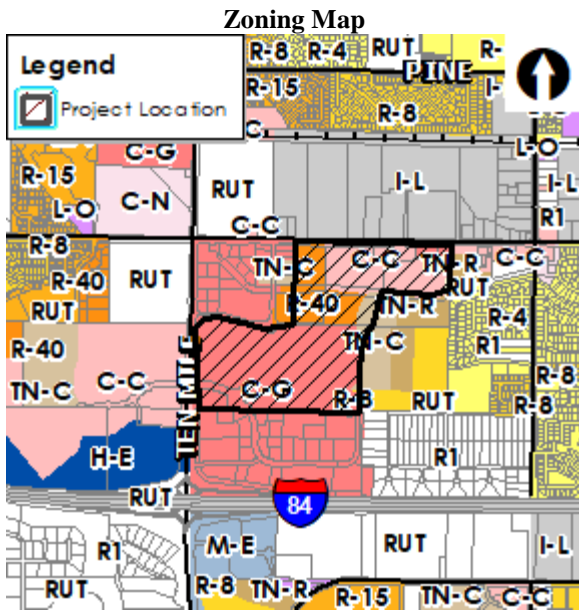 Zoning Map
Legend
Project Location
R-8 R-4 RUT R-
PINE
R-15 I-
R-8
C
C-G L-O
R-15 RUT I-L I-L
C-N
L-O R1
C-C
R-8 TN-C C-C TN-R C-C
R-40 RUT RUT
RUT R-40 TN-R
R-4
R-40 TN-C R1
TN-C C-C R-8
TEN MILE
C-G R-8 RUT R-8
H-E R1
RUT
84
R1 M-E RUT I-L
RUT R-8 TN-R R-15 TN-C C-C